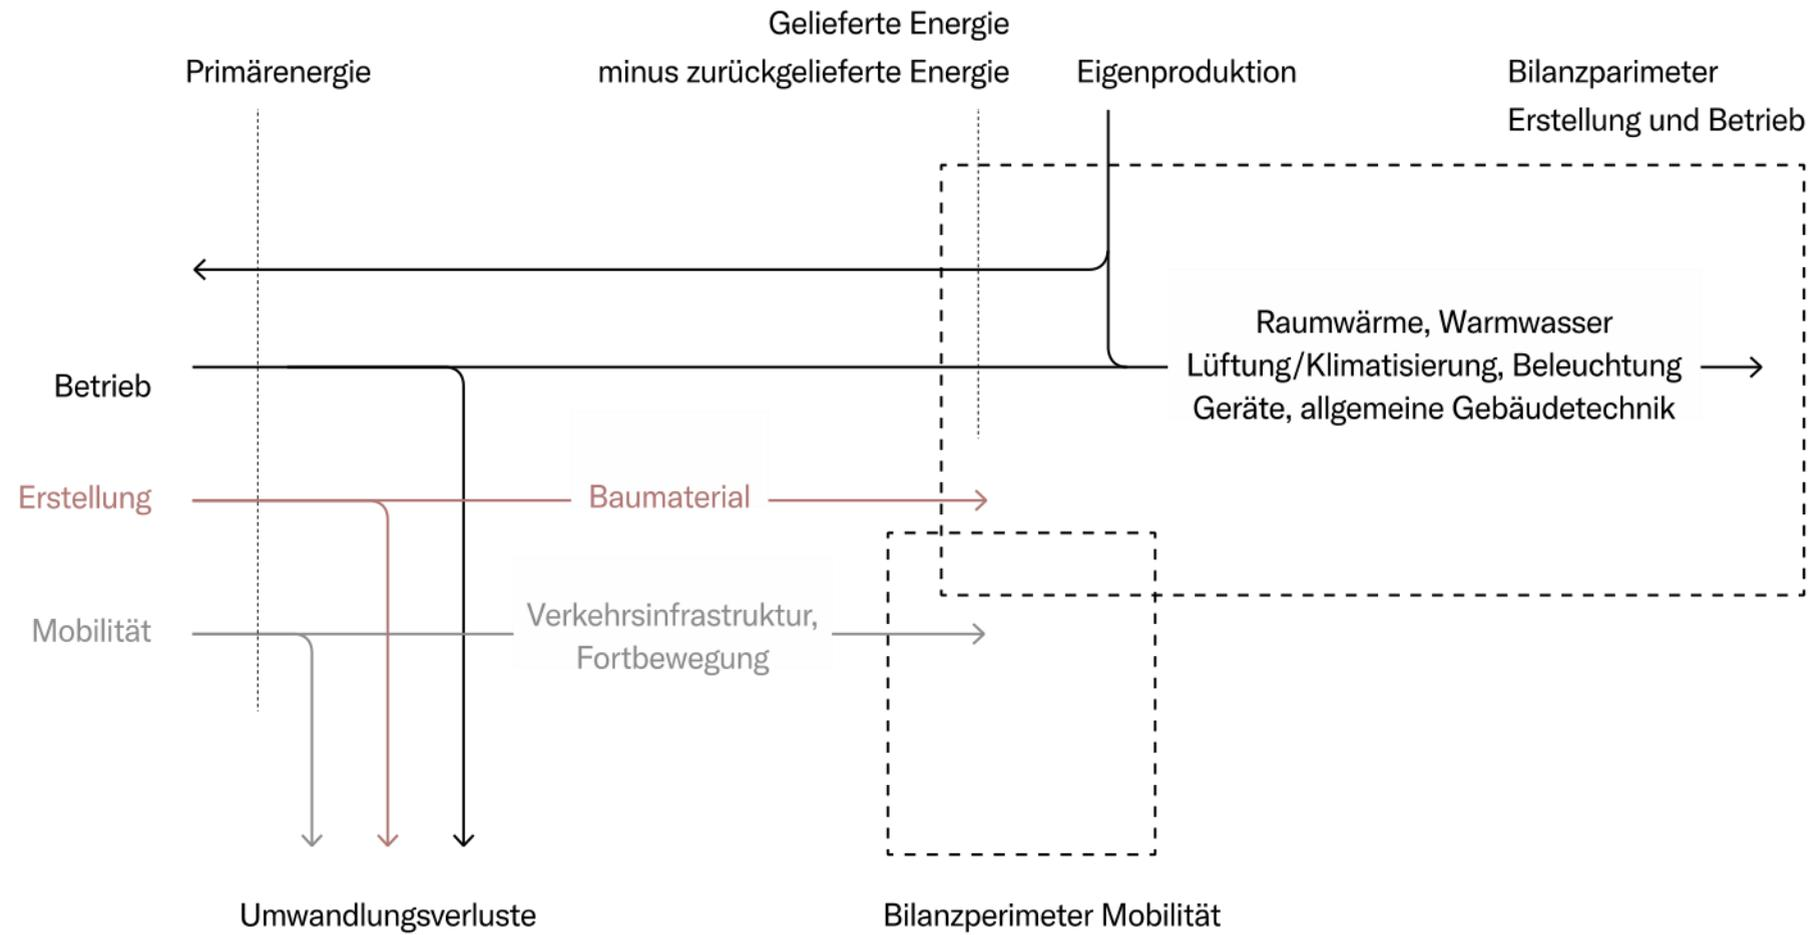 Gelieferte Energie
Primärenergie
minus zurückgelieferte Energie
Eigenproduktion
Bilanzparimeter
Erstellung und Betrieb
Raumwärme, Warmwasser
Betrieb
Lüftung/Klimatisierung, Beleuchtung
Geräte, allgemeine Gebäudetechnik
Erstellung
Baumaterial
Mobilität
Verkehrsinfrastruktur,
Fortbewegung
Umwandlungsverluste
Bilanzperimeter Mobilität